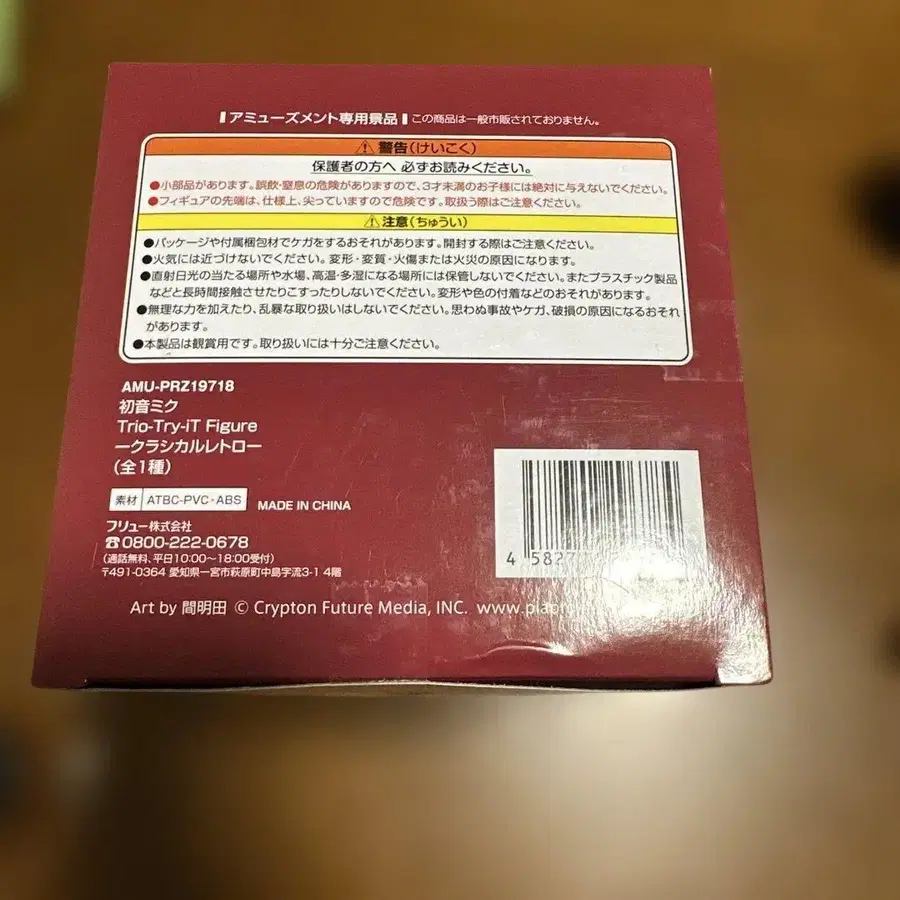 アミューズメント専用景品 この商品は一般市販されておりません。
警告(けいこく)
保護者の方へ 必ずお読みください。
●小部品があります。誤飲・窒息の危険がありますので、3才未満のお子様には絶対に与えないでください。
●フィギュアの先端は、仕様上、尖っていますので危険です。取扱う際はご注意ください。
注意(ちゅうい)
●パッケージや付属梱包材でケガをするおそれがあります。開封する際はご注意ください。
●火気には近づけないでください。変形・変質・火傷または火災の原因になります。
●直射日光の当たる場所や水場、高温・多湿になる場所には保管しないでください。またプラスチック製品
などと長時間接触させたりこすったりしないでください。変形や色の付着などのおそれがあります。
●無理な力を加えたり、乱暴な取り扱いはしないでください。思わぬ事故やケガ、破損の原因になるおそれ
があります。
●本製品は観賞用です。取り扱いには十分ご注意ください。
AMU-PRZ19718
初音ミク
Trio-Try-iT Figure
ークラシカルレトロー
(全1種)
素材 ATBC-PVC・ABS MADE IN CHINA
フリュー株式会社
☎0800-222-0678
(通話無料、平日10:00~18:00受付)
〒491-0364 愛知県一宮市萩原町中島字流3-1 4階
4 582
Art by 間明田 © Crypton Future Media, INC.